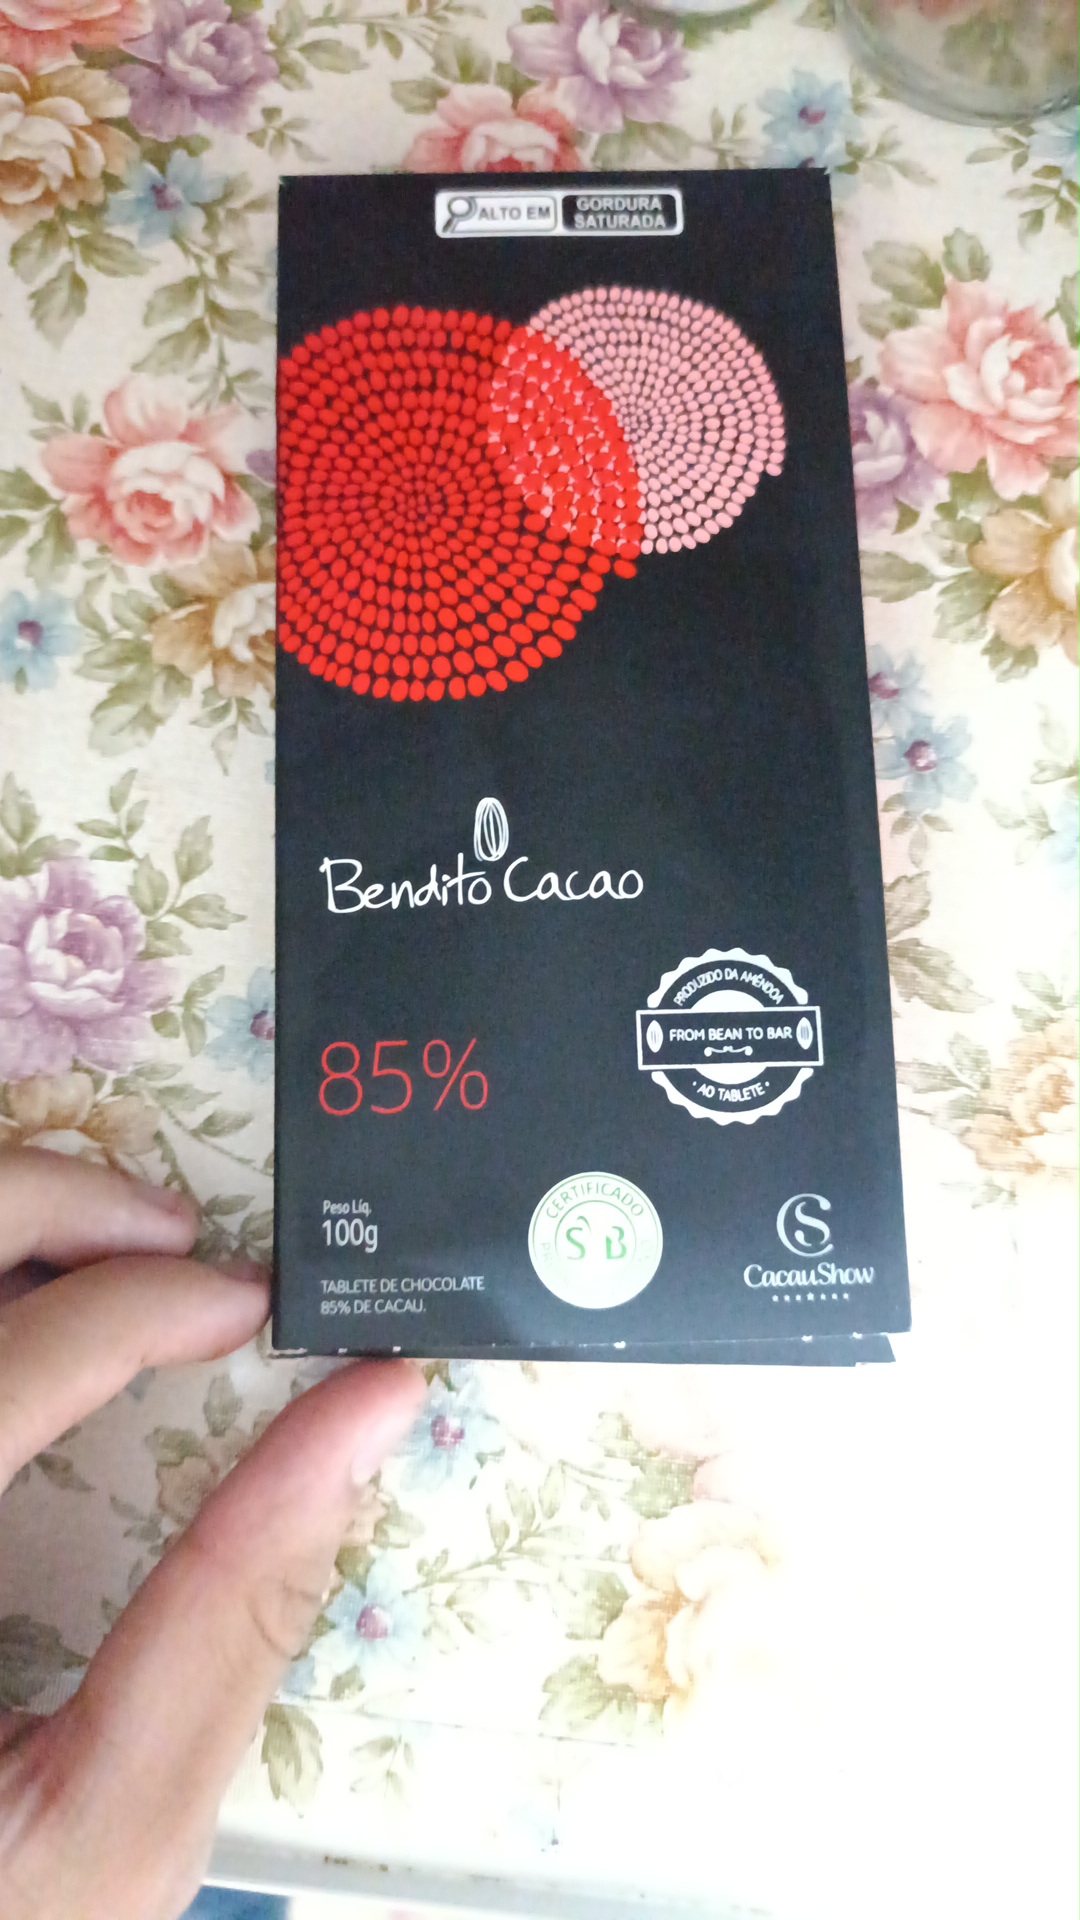 ALTO EM
GORDURA
SATURADA
Bendito Cacao
85%
PRODUZIDO DA AMÊNDOA
FROM BEAN TO BAR
• AO TABLETE •
Peso Líq.
100g
TABLETE DE CHOCOLATE
85% DE CACAU.
CERTIFICADO
CS
CacauShow